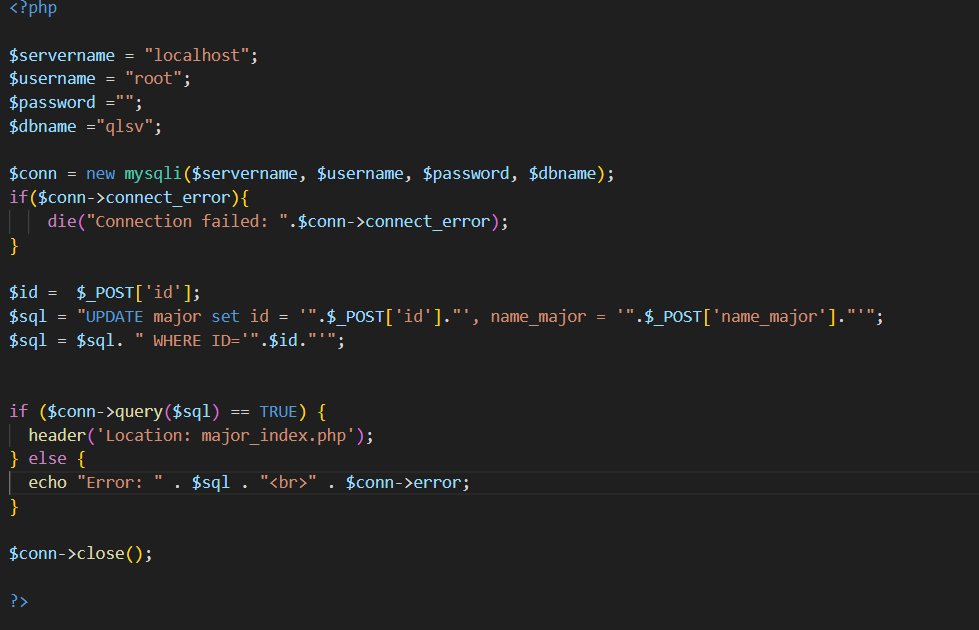 <?php
$servername = "localhost";
$username = "root";
$password ="";
$dbname ="qlsv";
$conn = new mysqli($servername, $username, $password, $dbname);
if($conn->connect_error){
    die("Connection failed: ".$conn->connect_error);
}
$id =  $_POST['id'];
$sql = "UPDATE major set id = '".$_POST['id']."', name_major = '".$_POST['name_major']."'";
$sql = $sql. " WHERE ID='".$id."'";
if ($conn->query($sql) == TRUE) {
  header('Location: major_index.php');
} else {
  echo "Error: " . $sql . "<br>" . $conn->error;
}
$conn->close();
?>